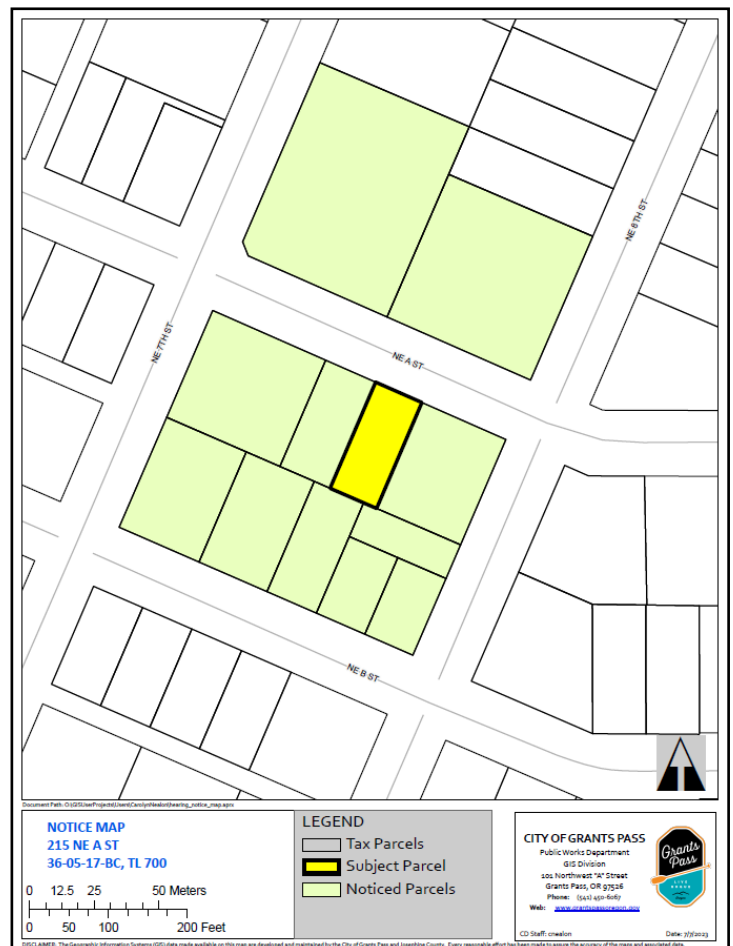 NE 8TH ST
NE 7TH ST
NE A ST
NE B ST
Document Path: O:\GISUserProjects\Users\CarolynNealon\hearing_notice_map.aprx
NOTICE MAP
215 NE A ST
36-05-17-BC, TL 700
0 12.5 25 50 Meters
0 50 100 200 Feet
LEGEND
Tax Parcels
Subject Parcel
Noticed Parcels
CITY OF GRANTS PASS
Public Works Department
GIS Division
101 Northwest "A" Street
Grants Pass, OR 97526
Phone: (541) 450-6067
Web: www.grantspassoregon.gov
Grants
Pass
CD Staff: cnealon
Date: 7/7/2023
DISCLAIMER: The Geographic Information Systems (GIS) data made available on this map are developed and maintained by the City of Grants Pass and Josephine County. Every reasonable effort has been made to assure the accuracy of the maps and associated data.